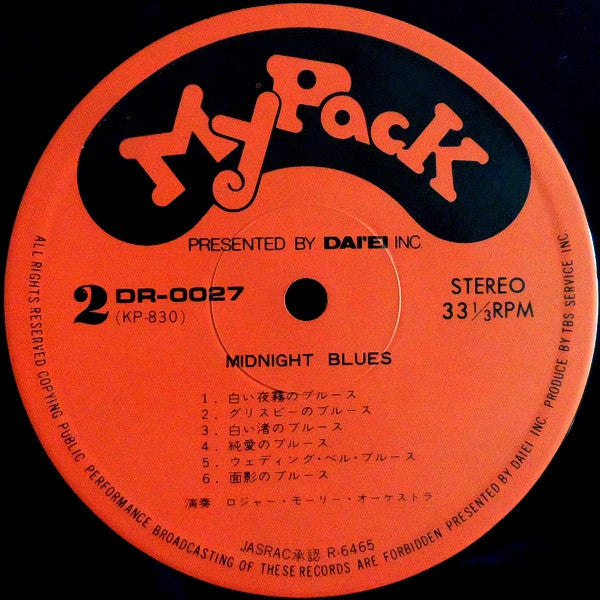 My Pack
PRESENTED BY DAI'EI INC.
2 DR-0027
(KP-830)
STEREO
33 1/3 RPM
MIDNIGHT BLUES
1. 白い夜霧のブルース
2. グリスビーのブルース
3. 白い渚のブルース
4. 純愛のブルース
5. ウェディング・ベル・ブルース
6. 面影のブルース
演奏 ロジャー・モーリー・オーケストラ
JASRAC承認 R-6465
ALL RIGHTS RESERVED COPYING PUBLIC PERFORMANCE BROADCASTING OF THESE RECORDS ARE FORBIDDEN PRESENTED BY DAIEI INC. PRODUCE BY TBS SERVICE INC.